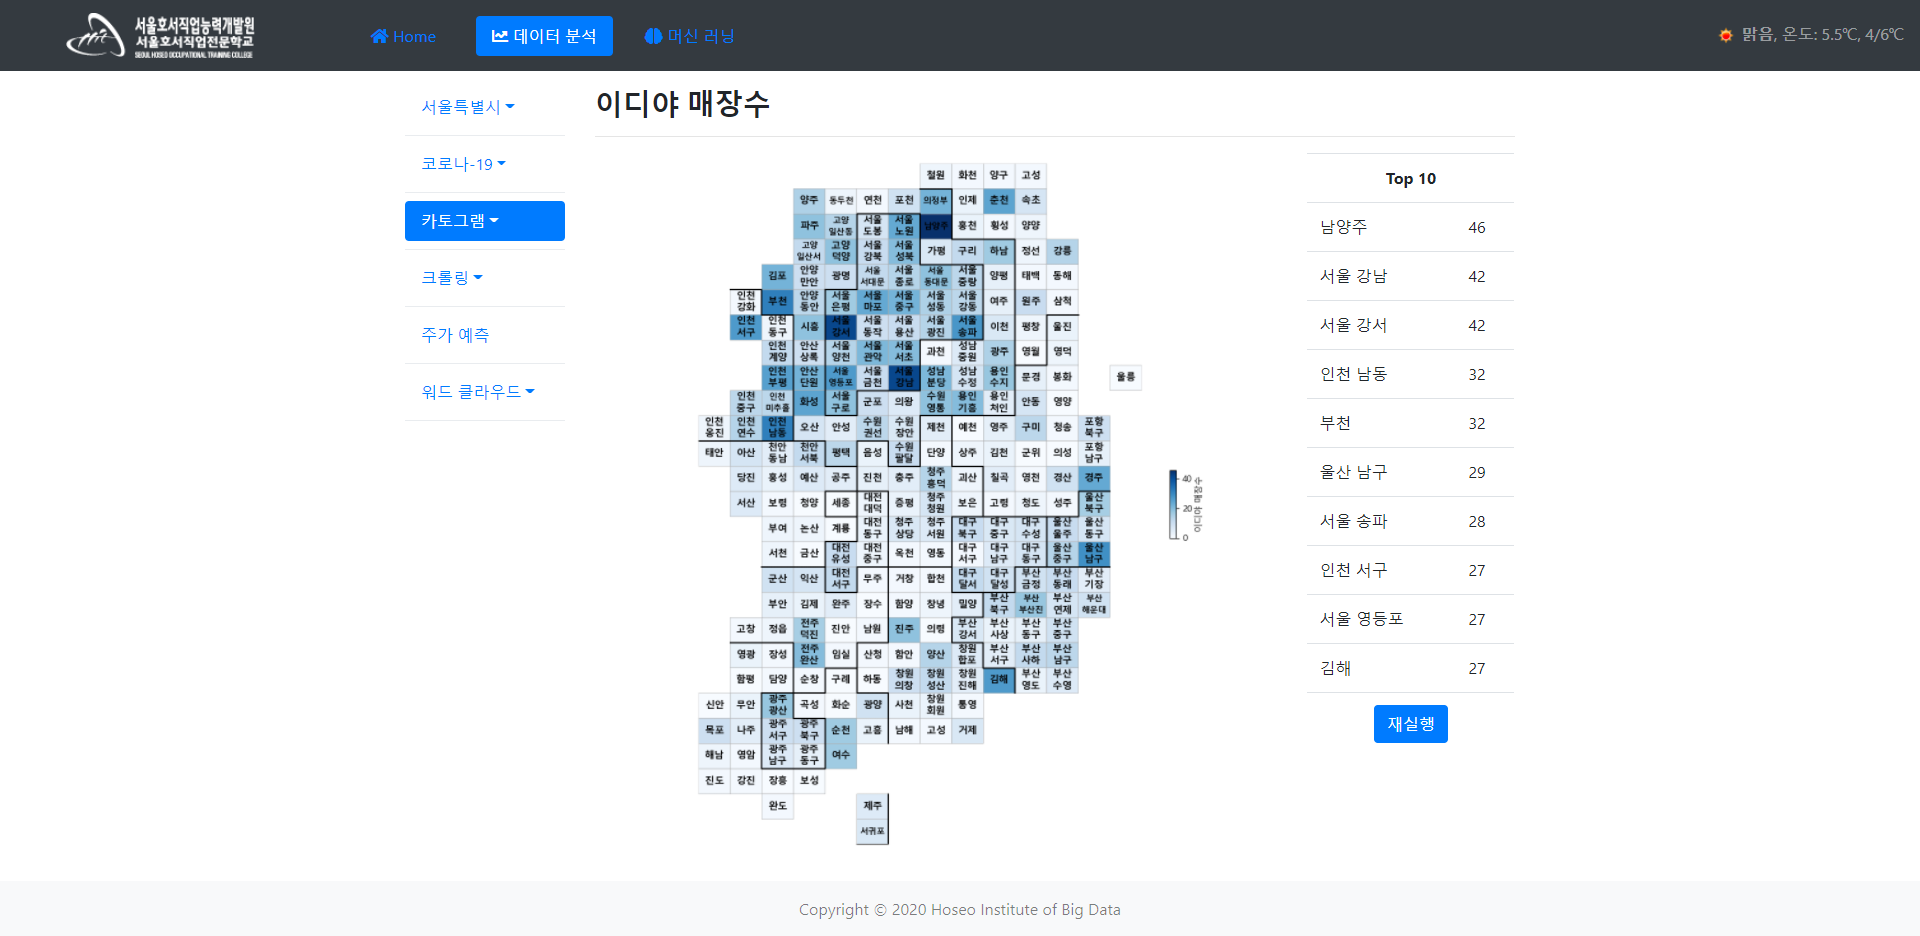 서울호서직업능력개발원
서울호서직업전문학교
SEOUL HOSEO OCCUPATIONAL TRAINING COLLEGE
Home
데이터 분석
머신 러닝
맑음, 온도: 5.5℃, 4/6℃
서울특별시
코로나-19
카토그램
크롤링
주가 예측
워드 클라우드
이디야 매장수
철원 화천 양구 고성
양주 동두천 연천 포천 의정부 인제 춘천 속초
파주 고양 일산동 서울 도봉 서울 노원 남양주 홍천 횡성 양양
고양 일산서 고양 덕양 서울 강북 서울 성북 가평 구리 하남 정선 강릉
김포 안양 만안 광명 서울 서대문 서울 종로 서울 동대문 서울 중랑 양평 태백 동해
인천 강화 부천 안양 동안 서울 은평 서울 마포 서울 중구 서울 성동 서울 강동 여주 원주 삼척
인천 서구 인천 동구 시흥 서울 강서 서울 동작 서울 용산 서울 광진 서울 송파 이천 평창 울진
인천 계양 안산 상록 서울 양천 서울 관악 서울 서초 과천 성남 중원 광주 영월 영덕
인천 부평 안산 단원 서울 영등포 서울 금천 서울 강남 성남 분당 성남 수정 용인 수지 문경 봉화 울릉
인천 중구 인천 미추홀 화성 서울 구로 군포 의왕 수원 영통 용인 기흥 용인 처인 안동 영양
인천 옹진 인천 연수 인천 남동 오산 안성 수원 권선 수원 장안 제천 예천 영주 구미 청송 포항 북구
태안 아산 천안 동남 천안 서북 평택 음성 수원 팔달 단양 상주 김천 군위 의성 포항 남구
당진 홍성 예산 공주 진천 충주 청주 흥덕 괴산 칠곡 영천 경산 경주
서산 보령 청양 세종 대전 대덕 증평 청주 청원 보은 고령 청도 성주 울산 북구
부여 논산 계룡 대전 동구 청주 상당 청주 서원 대구 북구 대구 중구 대구 수성 울산 울주 울산 동구
서천 금산 대전 유성 대전 중구 옥천 영동 대구 서구 대구 남구 대구 동구 울산 중구 울산 남구
군산 익산 대전 서구 무주 거창 합천 대구 달서 대구 달성 부산 금정 부산 동래 부산 기장
부안 김제 완주 장수 함양 창녕 밀양 부산 북구 부산 부산진 부산 연제 부산 해운대
고창 정읍 전주 덕진 진안 남원 진주 의령 부산 강서 부산 사상 부산 동구 부산 중구
영광 장성 전주 완산 임실 산청 함안 양산 창원 합포 부산 서구 부산 사하 부산 남구
함평 담양 순창 구례 하동 창원 의창 창원 성산 창원 진해 김해 부산 영도 부산 수영
신안 무안 광주 광산 곡성 화순 광양 사천 창원 회원 통영
목포 나주 광주 서구 광주 북구 순천 고흥 남해 고성 거제
해남 영암 광주 남구 광주 동구 여수
진도 강진 장흥 보성
완도 제주
서귀포
40
20
0
이디야 매장수
Top 10
남양주 46
서울 강남 42
서울 강서 42
인천 남동 32
부천 32
울산 남구 29
서울 송파 28
인천 서구 27
서울 영등포 27
김해 27
재실행
Copyright © 2020 Hoseo Institute of Big Data